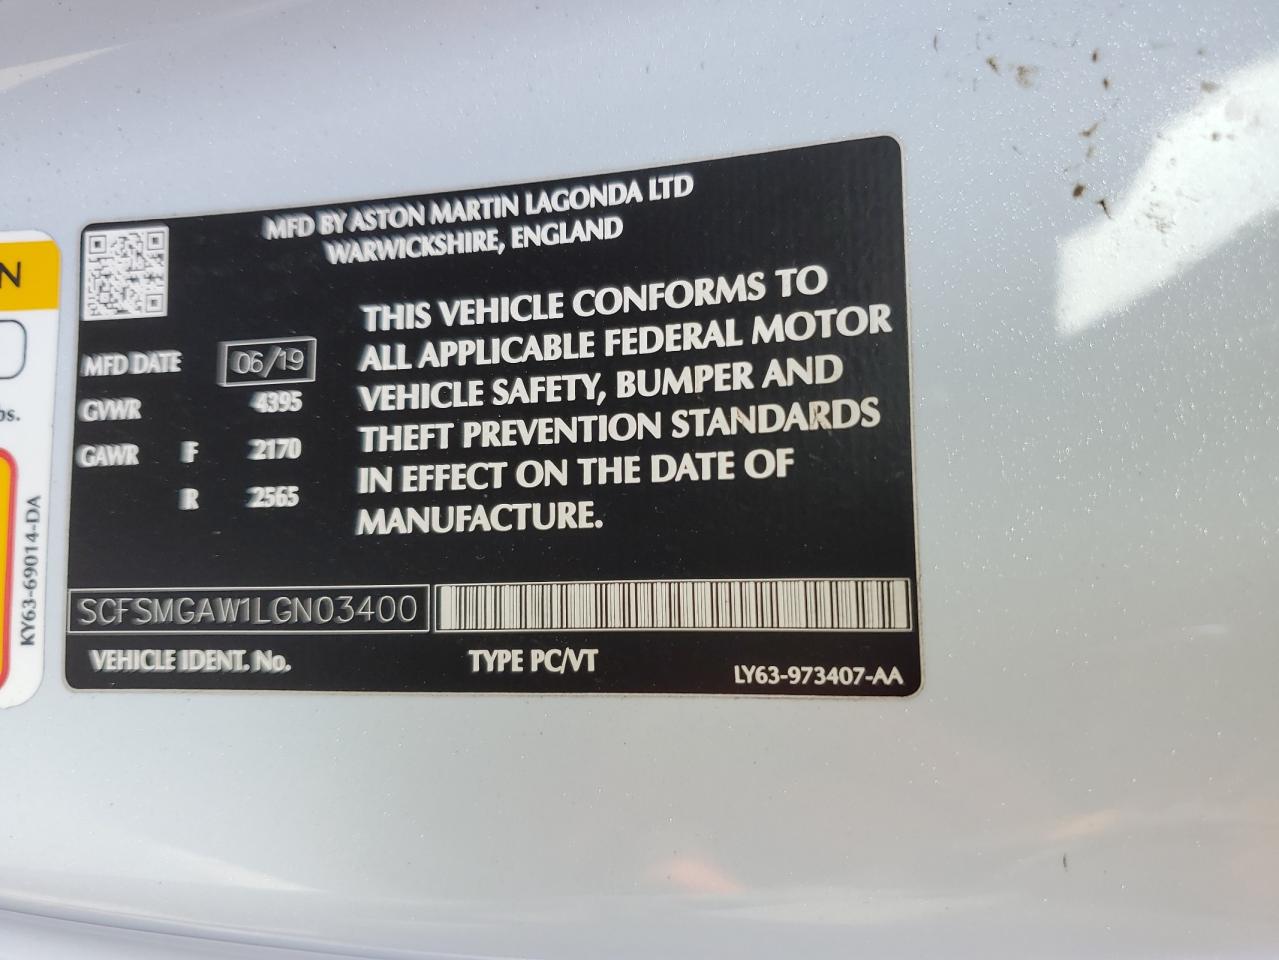 MFD BY ASTON MARTIN LAGONDA LTD
WARWICKSHIRE, ENGLAND
THIS VEHICLE CONFORMS TO
ALL APPLICABLE FEDERAL MOTOR
VEHICLE SAFETY, BUMPER AND
THEFT PREVENTION STANDARDS
IN EFFECT ON THE DATE OF
MANUFACTURE.
MFD DATE 06/19
GVWR 4395
GAWR F 2170
R 2565
SCFSMGAW1LGN03400
VEHICLE IDENT. No.
TYPE PC/VT
LY63-973407-AA
N
bs.
KY63-69014-DA